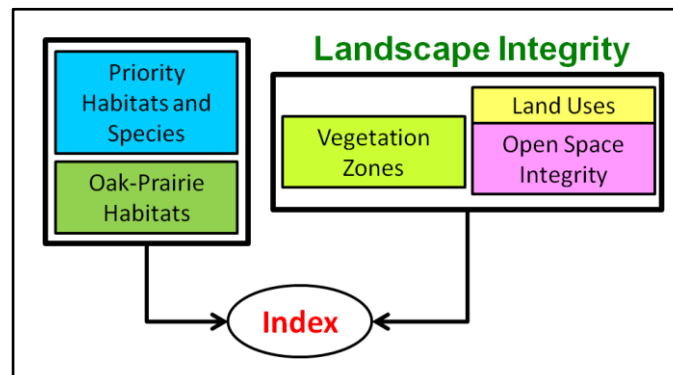 Priority
Habitats and
Species
Oak-Prairie
Habitats
Landscape Integrity
Vegetation
Zones
Land Uses
Open Space
Integrity
Index